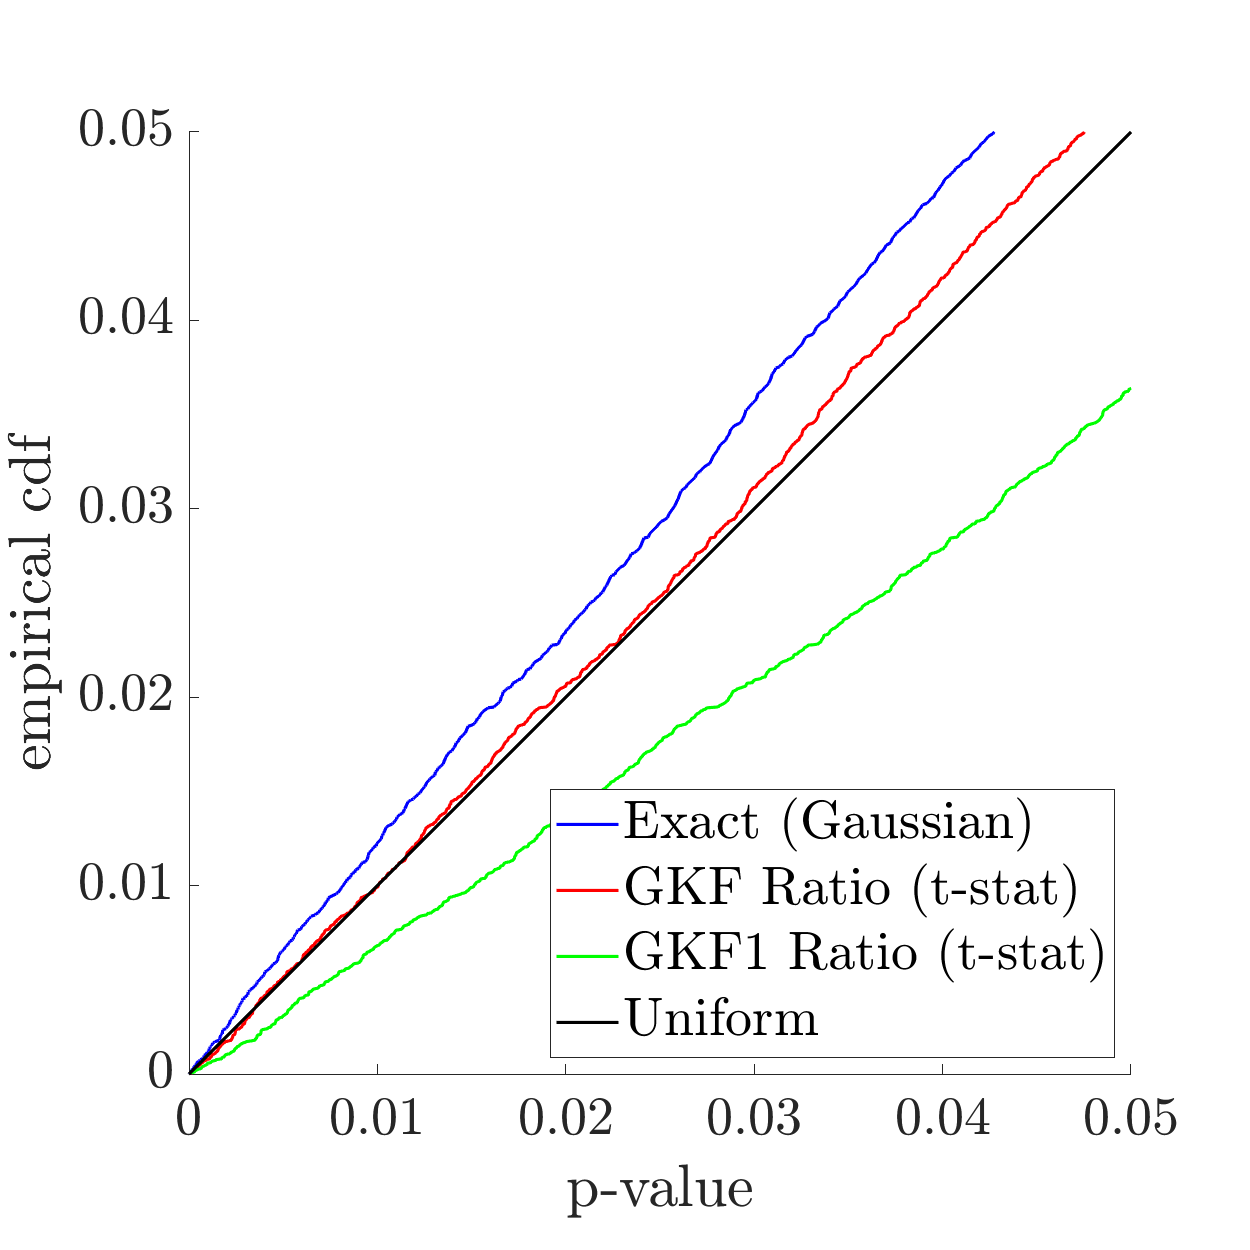 0.05
0.04
0.03
0.02
0.01
0
empirical cdf
Exact (Gaussian)
GKF Ratio (t-stat)
GKF1 Ratio (t-stat)
Uniform
0 0.01 0.02 0.03 0.04 0.05
p-value